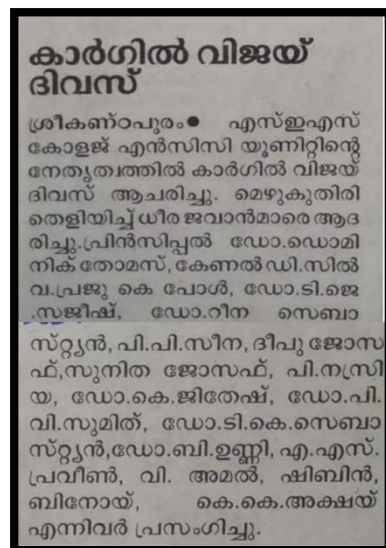 കാർഗിൽ വിജയ്
ദിവസ്
ശ്രീകണ്ഠപുരം● എസ്ഇഎസ്
കോളജ് എൻസിസി യൂണിറ്റിന്റെ
നേതൃത്വത്തിൽ കാർഗിൽ വിജയ്
ദിവസ് ആചരിച്ചു. മെഴുകുതിരി
തെളിയിച്ച് ധീര ജവാൻമാരെ ആദ
രിച്ചു.പ്രിൻസിപ്പൽ ഡോ.ഡൊമി
നിക് തോമസ്, കേണൽ ഡി.സിൽ
വ.പ്രജു കെ പോൾ, ഡോ.ടി.ജെ
.സജീഷ്, ഡോ.റീന സെബാ
സ്റ്റ്യൻ, പി.പി.സീന, ദീപു ജോസ
ഫ്,സുനിത ജോസഫ്, പി.നസ്രി
യ, ഡോ.കെ.ജിതേഷ്, ഡോ.പി.
വി.സുമിത്, ഡോ.ടി.കെ.സെബാ
സ്റ്റ്യൻ,ഡോ.ബി.ഉണ്ണി, എ.എസ്.
പ്രവീൺ, വി. അമൽ, ഷിബിൻ,
ബിനോയ്, കെ.കെ.അക്ഷയ്
എന്നിവർ പ്രസംഗിച്ചു.